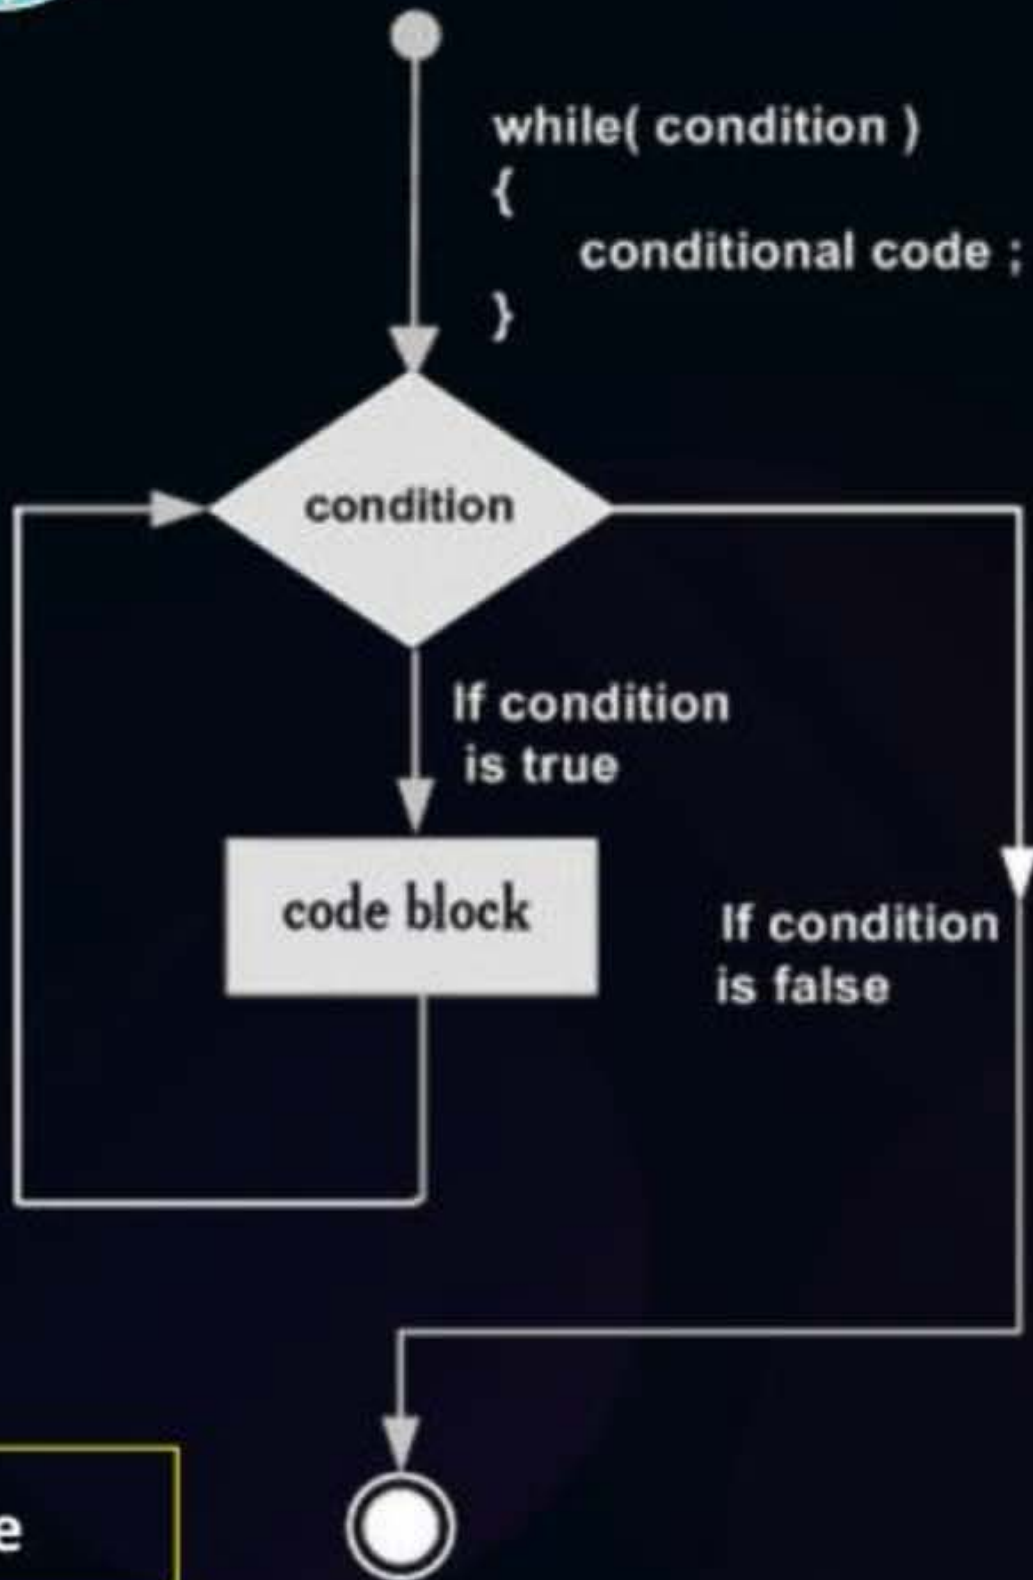 while( condition )
{
conditional code ;
}
condition
If condition
is true
code block
If condition
is false
e